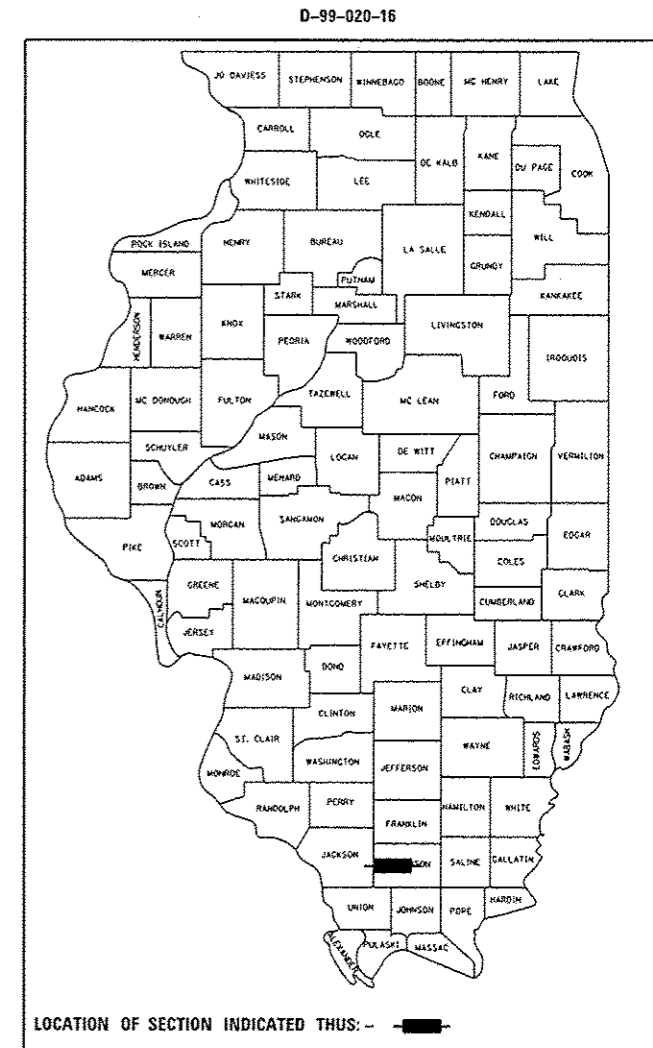 D-99-020-16
JO DAVIESS STEPHENSON WINNEBAGO BOONE MC HENRY LAKE
CARROLL OGLE DE KALB KANE DU PAGE COOK
WHITESIDE LEE KENDALL WILL
ROCK ISLAND HENRY BUREAU LA SALLE GRUNDY
MERCER PUTNAM KANKAKEE
STARK MARSHALL
HENDERSON WARREN KNOX PEORIA WOODFORD LIVINGSTON IROQUOIS
HANCOCK MC DONOUGH FULTON TAZEWELL MC LEAN FORD
SCHUYLER MASON LOGAN DE WITT CHAMPAIGN VERMILION
ADAMS BROWN CASS MENARD PIATT
MACON
PIKE SCOTT MORGAN SANGAMON MOULTRIE DOUGLAS EDGAR
CHRISTIAN COLES
CALHOUN GREENE MACOUPIN MONTGOMERY SHELBY CUMBERLAND CLARK
JERSEY FAYETTE EFFINGHAM JASPER CRAWFORD
MADISON BOND
CLAY RICHLAND LAWRENCE
CLINTON MARION
ST. CLAIR WAYNE EDWARDS WABASH
MONROE WASHINGTON JEFFERSON
RANDOLPH PERRY HAMILTON WHITE
FRANKLIN
JACKSON SON SALINE GALLATIN
UNION JOHNSON POPE HARDIN
ALEXANDER PULASKI MASSAC
LOCATION OF SECTION INDICATED THUS: -